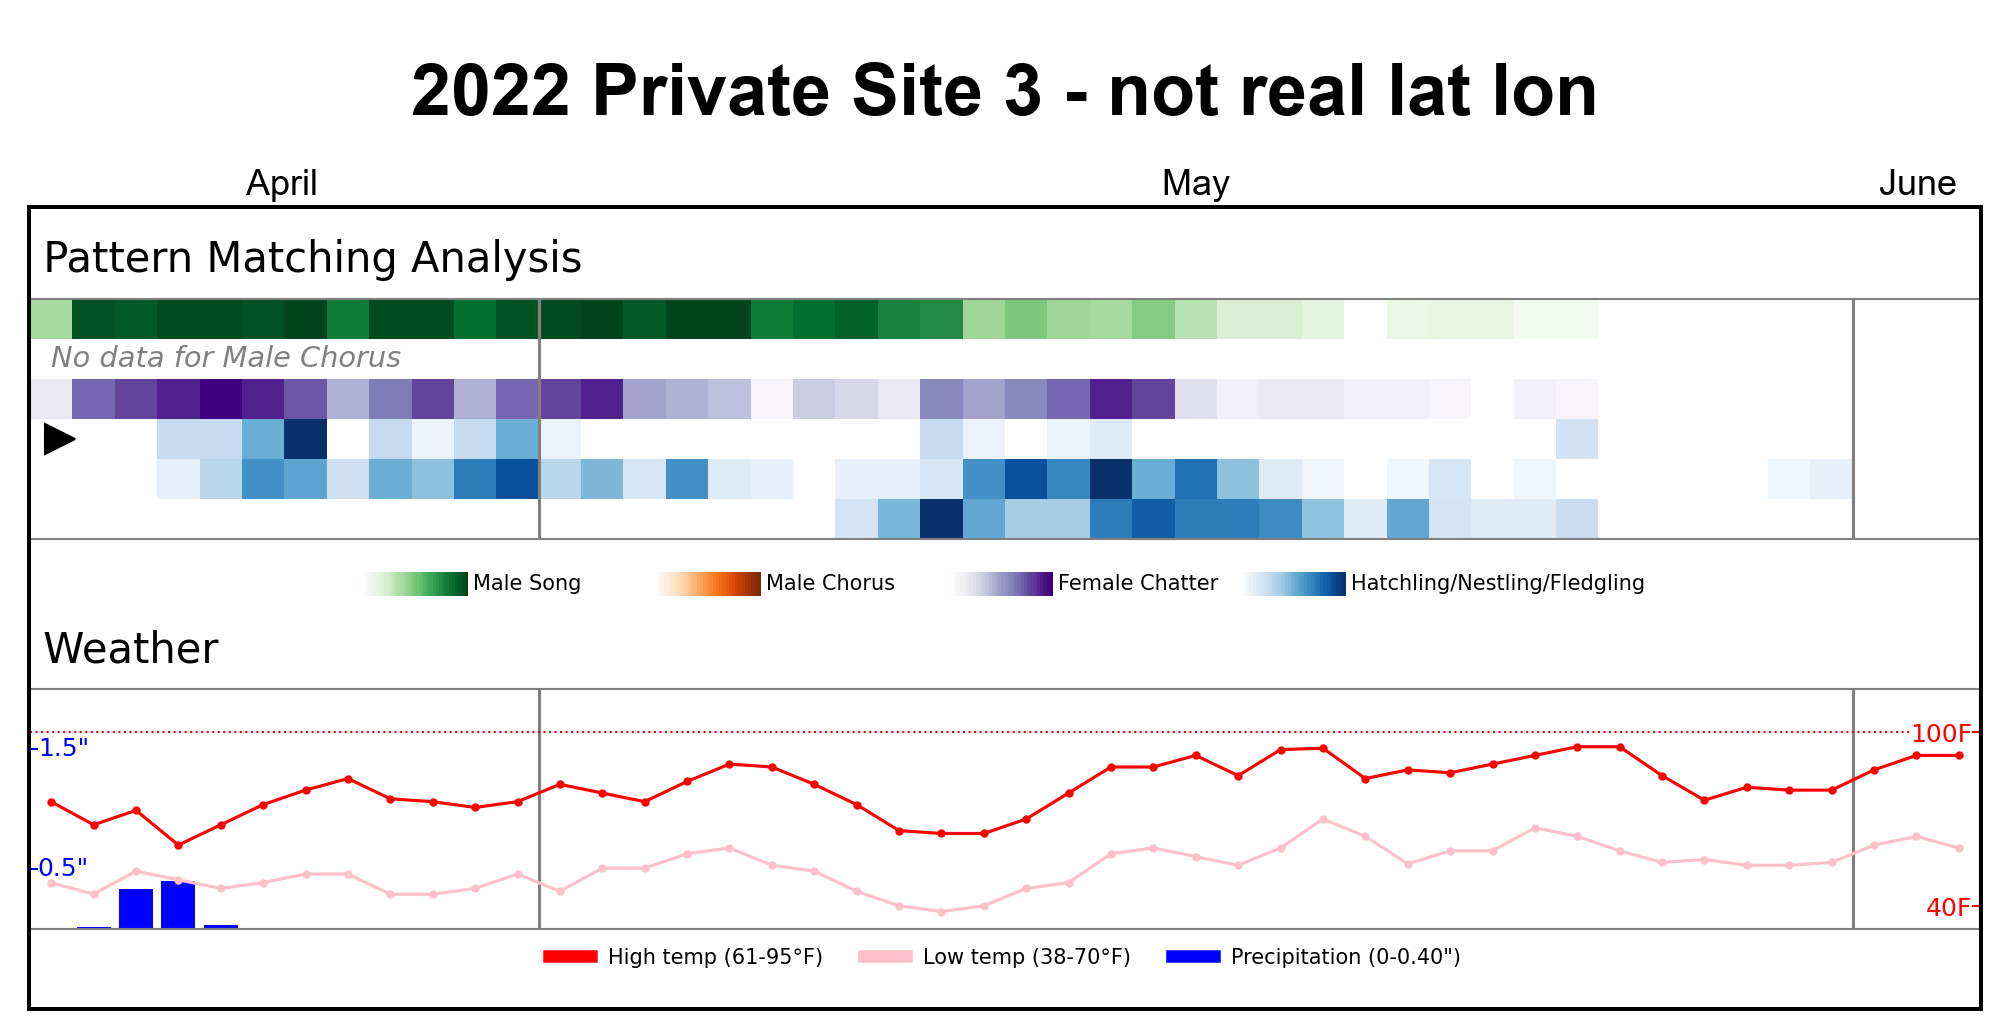 2022 Private Site 3 - not real lat lon
April May June
Pattern Matching Analysis
No data for Male Chorus
Male Song Male Chorus Female Chatter Hatchling/Nestling/Fledgling
Weather
1.5" 100F
0.5"
40F
High temp (61-95°F) Low temp (38-70°F) Precipitation (0-0.40")